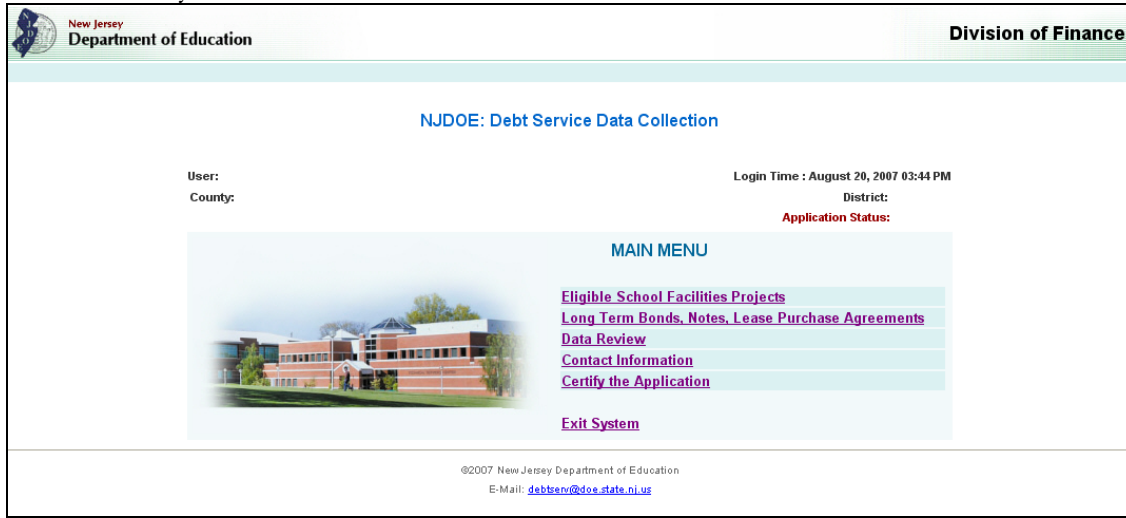 New Jersey
Department of Education
Division of Finance
NJDOE: Debt Service Data Collection
User:
Login Time : August 20, 2007 03:44 PM
County:
District:
Application Status:
MAIN MENU
Eligible School Facilities Projects
Long Term Bonds, Notes, Lease Purchase Agreements
Data Review
Contact Information
Certify the Application
Exit System
©2007 New Jersey Department of Education
E-Mail: debtserv@doe.state.nj.us